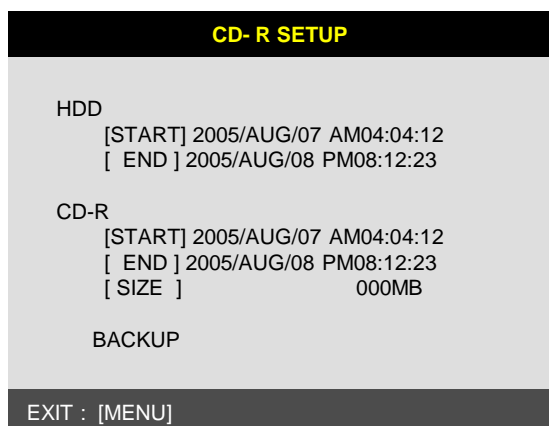 CD- R SETUP
HDD
[START] 2005/AUG/07 AM04:04:12
[ END ] 2005/AUG/08 PM08:12:23
CD-R
[START] 2005/AUG/07 AM04:04:12
[ END ] 2005/AUG/08 PM08:12:23
[ SIZE ] 000MB
BACKUP
EXIT : [MENU]